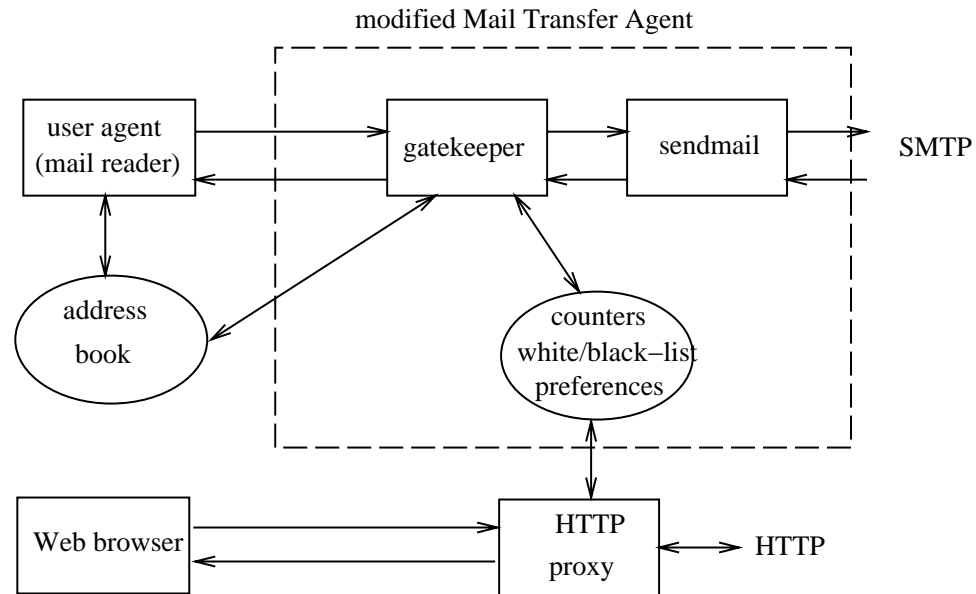 modified Mail Transfer Agent
user agent
(mail reader)
gatekeeper
sendmail
SMTP
address
book
counters
white/black−list
preferences
Web browser
HTTP
proxy
HTTP